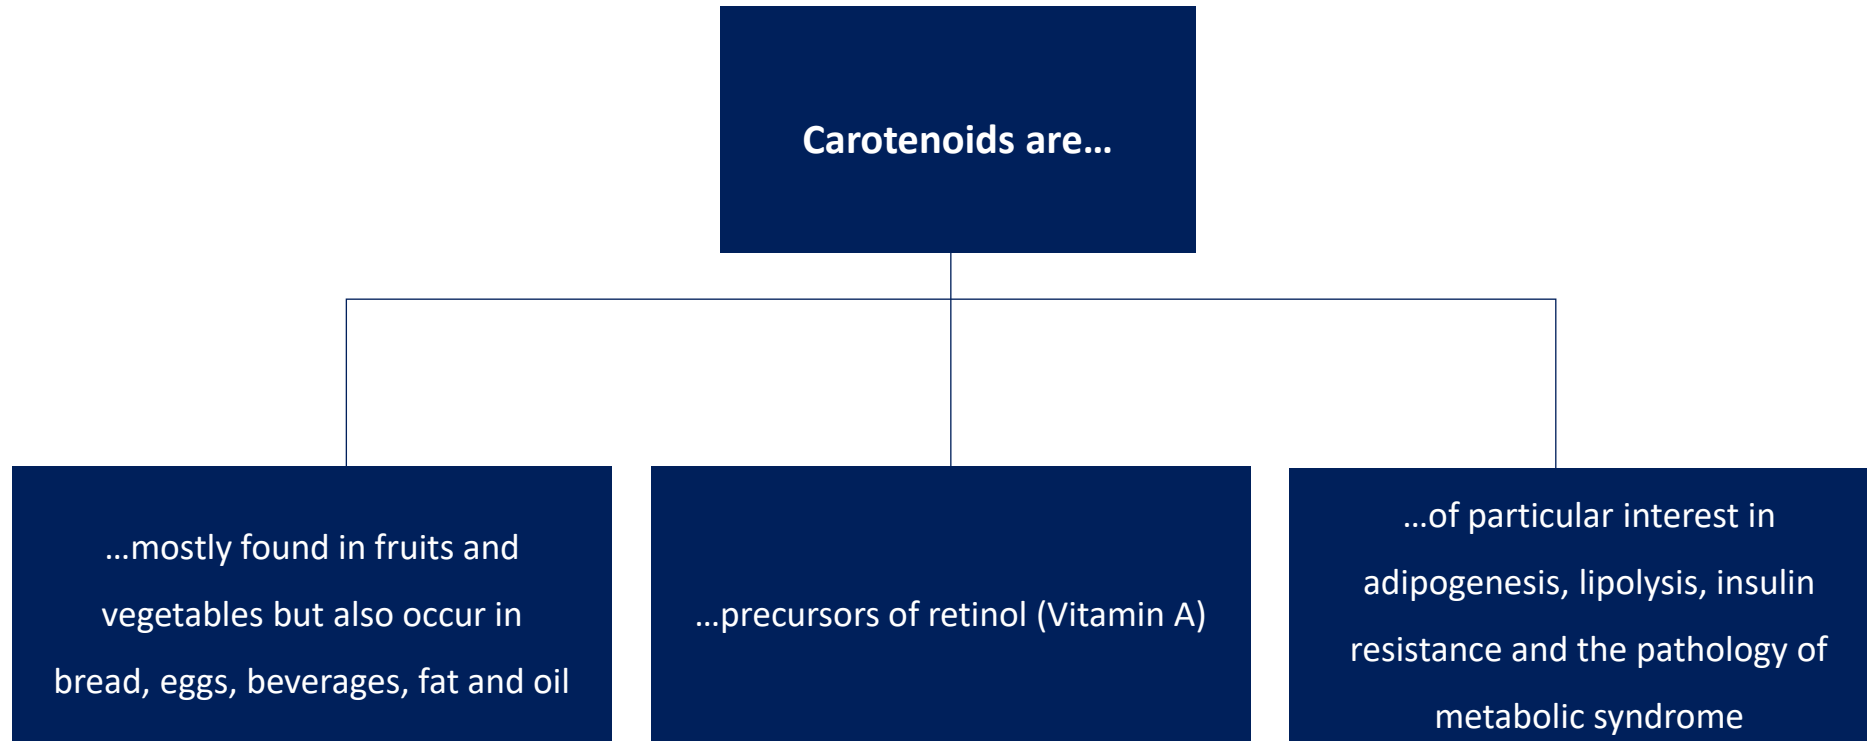 Carotenoids are…
…mostly found in fruits and
vegetables but also occur in
bread, eggs, beverages, fat and oil
…precursors of retinol (Vitamin A)
…of particular interest in
adipogenesis, lipolysis, insulin
resistance and the pathology of
metabolic syndrome